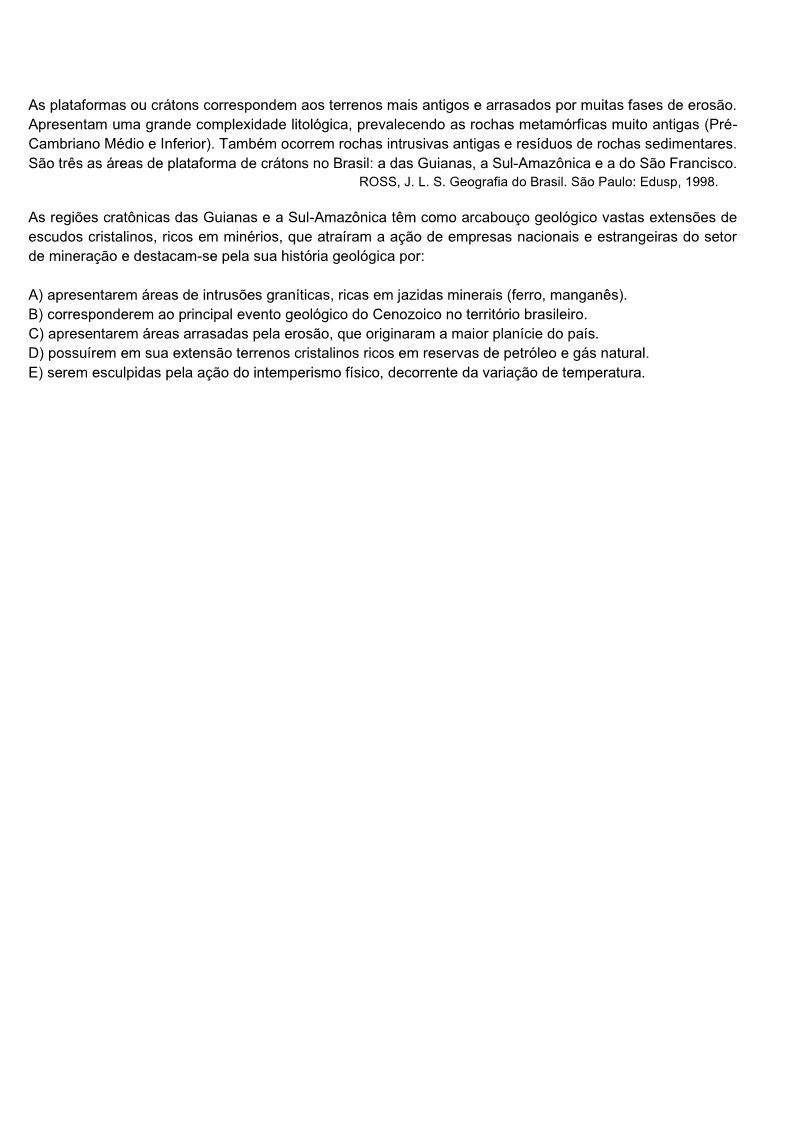 As plataformas ou crátons correspondem aos terrenos mais antigos e arrasados por muitas fases de erosão.
Apresentam uma grande complexidade litológica, prevalecendo as rochas metamórficas muito antigas (Pré-
Cambriano Médio e Inferior). Também ocorrem rochas intrusivas antigas e resíduos de rochas sedimentares.
São três as áreas de plataforma de crátons no Brasil: a das Guianas, a Sul-Amazônica e a do São Francisco.
ROSS, J. L. S. Geografia do Brasil. São Paulo: Edusp, 1998.
As regiões cratônicas das Guianas e a Sul-Amazônica têm como arcabouço geológico vastas extensões de
escudos cristalinos, ricos em minérios, que atraíram a ação de empresas nacionais e estrangeiras do setor
de mineração e destacam-se pela sua história geológica por:
A) apresentarem áreas de intrusões graníticas, ricas em jazidas minerais (ferro, manganês).
B) corresponderem ao principal evento geológico do Cenozoico no território brasileiro.
C) apresentarem áreas arrasadas pela erosão, que originaram a maior planície do país.
D) possuírem em sua extensão terrenos cristalinos ricos em reservas de petróleo e gás natural.
E) serem esculpidas pela ação do intemperismo físico, decorrente da variação de temperatura.